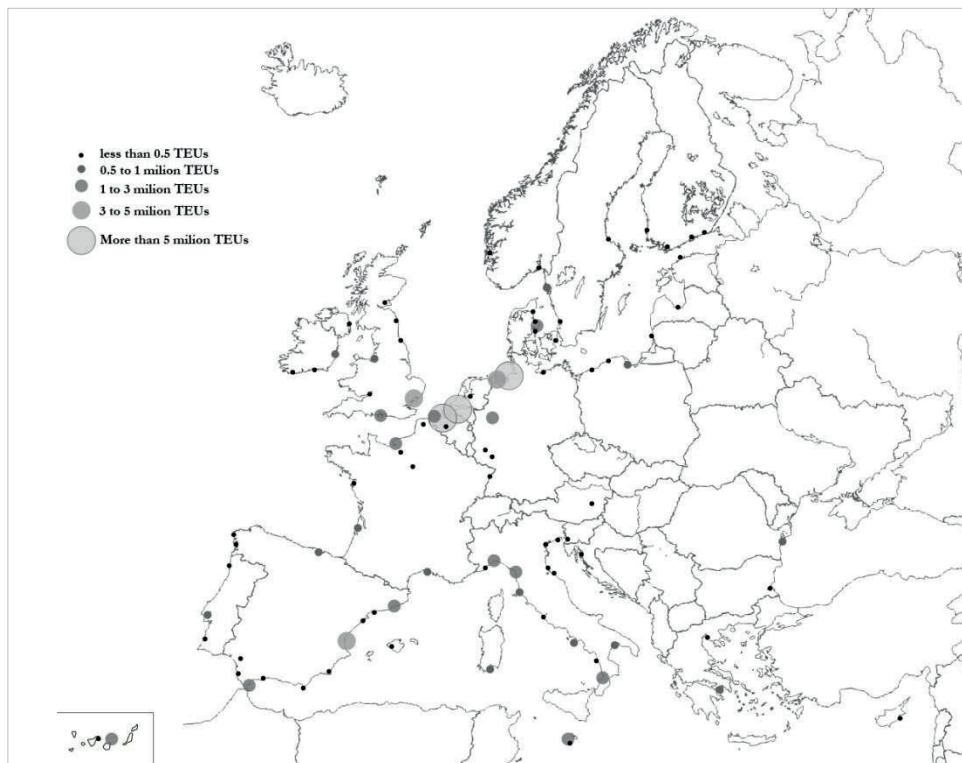 less than 0.5 TEUs
0.5 to 1 milion TEUs
1 to 3 milion TEUs
3 to 5 milion TEUs
More than 5 milion TEUs